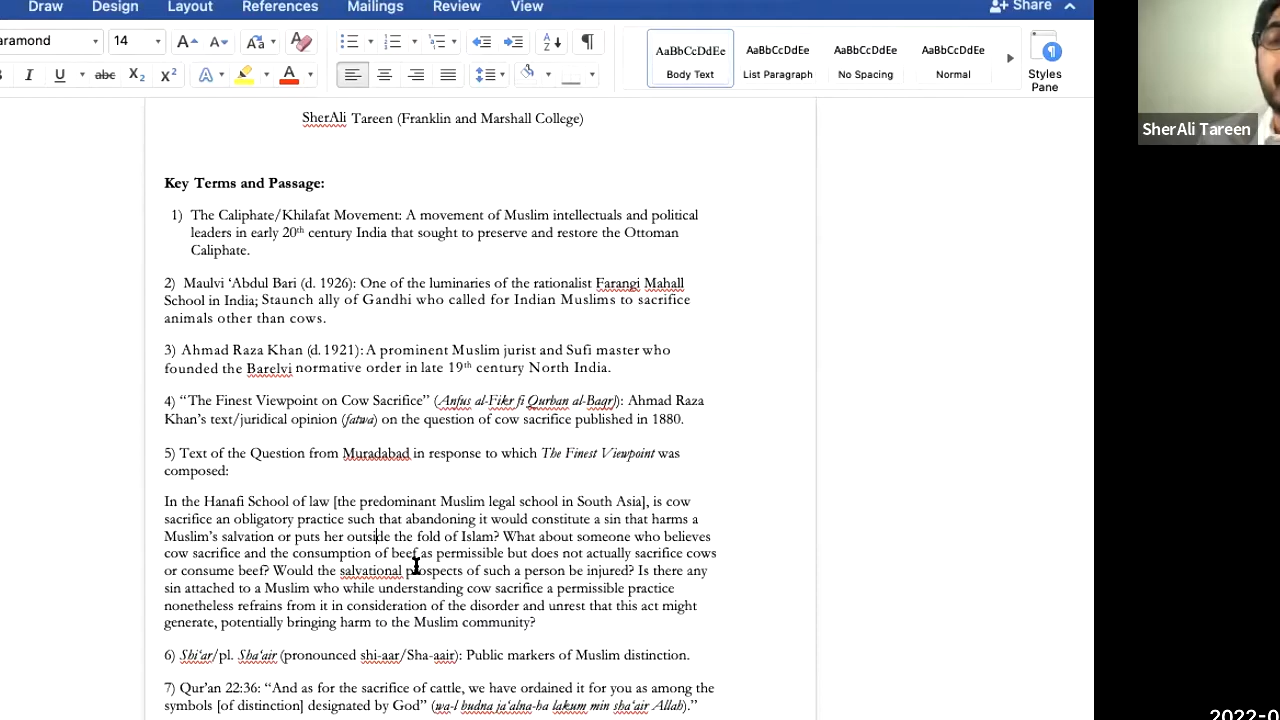 Draw Design Layout References Mailings Review View Share
aramond 14 Aa AaBbCcDdEe AaBbCcDdEe AaBbCcDdEe AaBbCcDdEe
I U abc X2 X2 A A Body Text List Paragraph No Spacing Normal Styles
Pane
SherAli Tareen (Franklin and Marshall College)
SherAli Tareen
Key Terms and Passage:
1) The Caliphate/Khilafat Movement: A movement of Muslim intellectuals and political
leaders in early 20th century India that sought to preserve and restore the Ottoman
Caliphate.
2) Maulvi ‘Abdul Bari (d. 1926): One of the luminaries of the rationalist Farangi Mahall
School in India; Staunch ally of Gandhi who called for Indian Muslims to sacrifice
animals other than cows.
3) Ahmad Raza Khan (d. 1921): A prominent Muslim jurist and Sufi master who
founded the Barelvi normative order in late 19th century North India.
4) “The Finest Viewpoint on Cow Sacrifice” (Anfus al-Fikr fi Qurban al-Baqr)): Ahmad Raza
Khan’s text/juridical opinion (fatwa) on the question of cow sacrifice published in 1880.
5) Text of the Question from Muradabad in response to which The Finest Viewpoint was
composed:
In the Hanafi School of law [the predominant Muslim legal school in South Asia], is cow
sacrifice an obligatory practice such that abandoning it would constitute a sin that harms a
Muslim’s salvation or puts her outside the fold of Islam? What about someone who believes
cow sacrifice and the consumption of beef as permissible but does not actually sacrifice cows
or consume beef? Would the salvational prospects of such a person be injured? Is there any
sin attached to a Muslim who while understanding cow sacrifice a permissible practice
nonetheless refrains from it in consideration of the disorder and unrest that this act might
generate, potentially bringing harm to the Muslim community?
6) Shi‘ar/pl. Sha‘air (pronounced shi-aar/Sha-aair): Public markers of Muslim distinction.
7) Qur’an 22:36: “And as for the sacrifice of cattle, we have ordained it for you as among the
symbols [of distinction] designated by God” (wa-l budna ja‘alna-ha lakum min sha‘air Allah).”